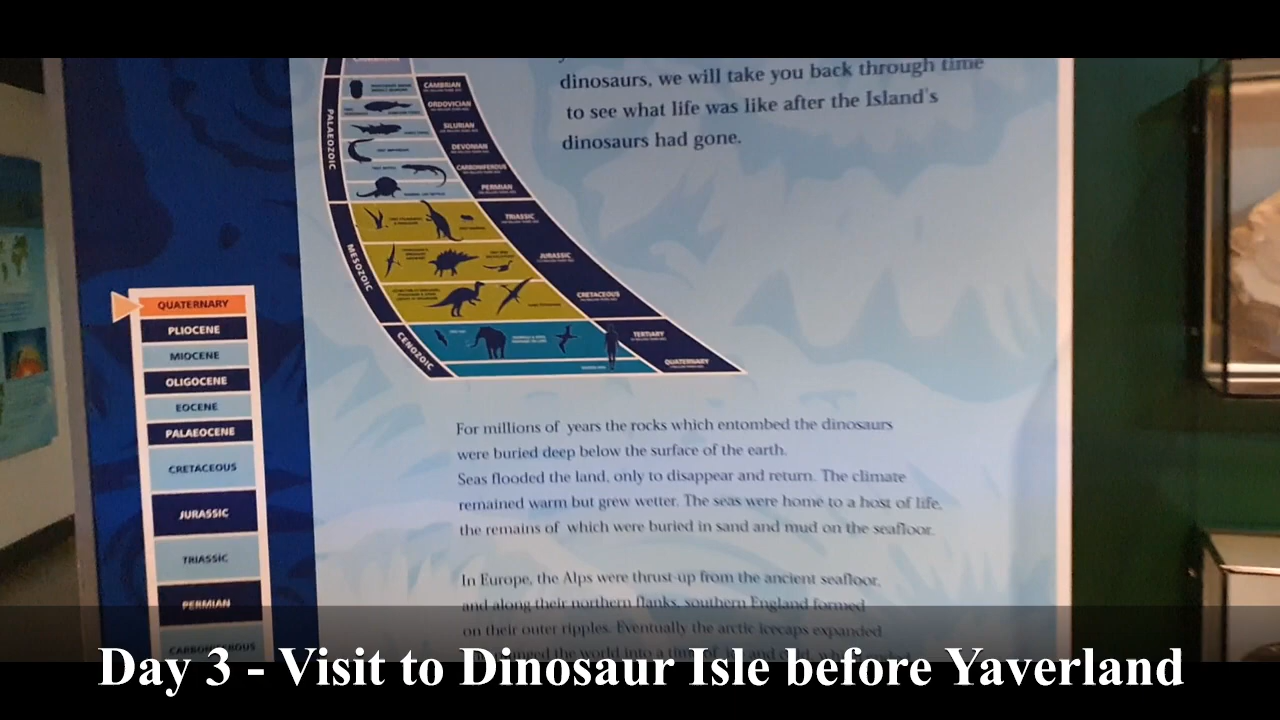 dinosaurs, we will take you back through time
to see what life was like after the Island's
dinosaurs had gone.
PALAEOZOIC
CAMBRIAN
ORDOVICIAN
SILURIAN
DEVONIAN
CARBONIFEROUS
PERMIAN
MESOZOIC
TRIASSIC
JURASSIC
CRETACEOUS
CENOZOIC
TERTIARY
QUATERNARY
QUATERNARY
PLIOCENE
MIOCENE
OLIGOCENE
EOCENE
PALAEOCENE
CRETACEOUS
JURASSIC
TRIASSIC
PERMIAN
CARBONIFEROUS
For millions of years the rocks which entombed the dinosaurs
were buried deep below the surface of the earth.
Seas flooded the land, only to disappear and return. The climate
remained warm but grew wetter. The seas were home to a host of life,
the remains of which were buried in sand and mud on the seafloor.
In Europe, the Alps were thrust-up from the ancient seafloor,
and along their northern flanks, southern England formed
on their outer ripples. Eventually the arctic icecaps expanded
the world into a
Day 3 - Visit to Dinosaur Isle before Yaverland